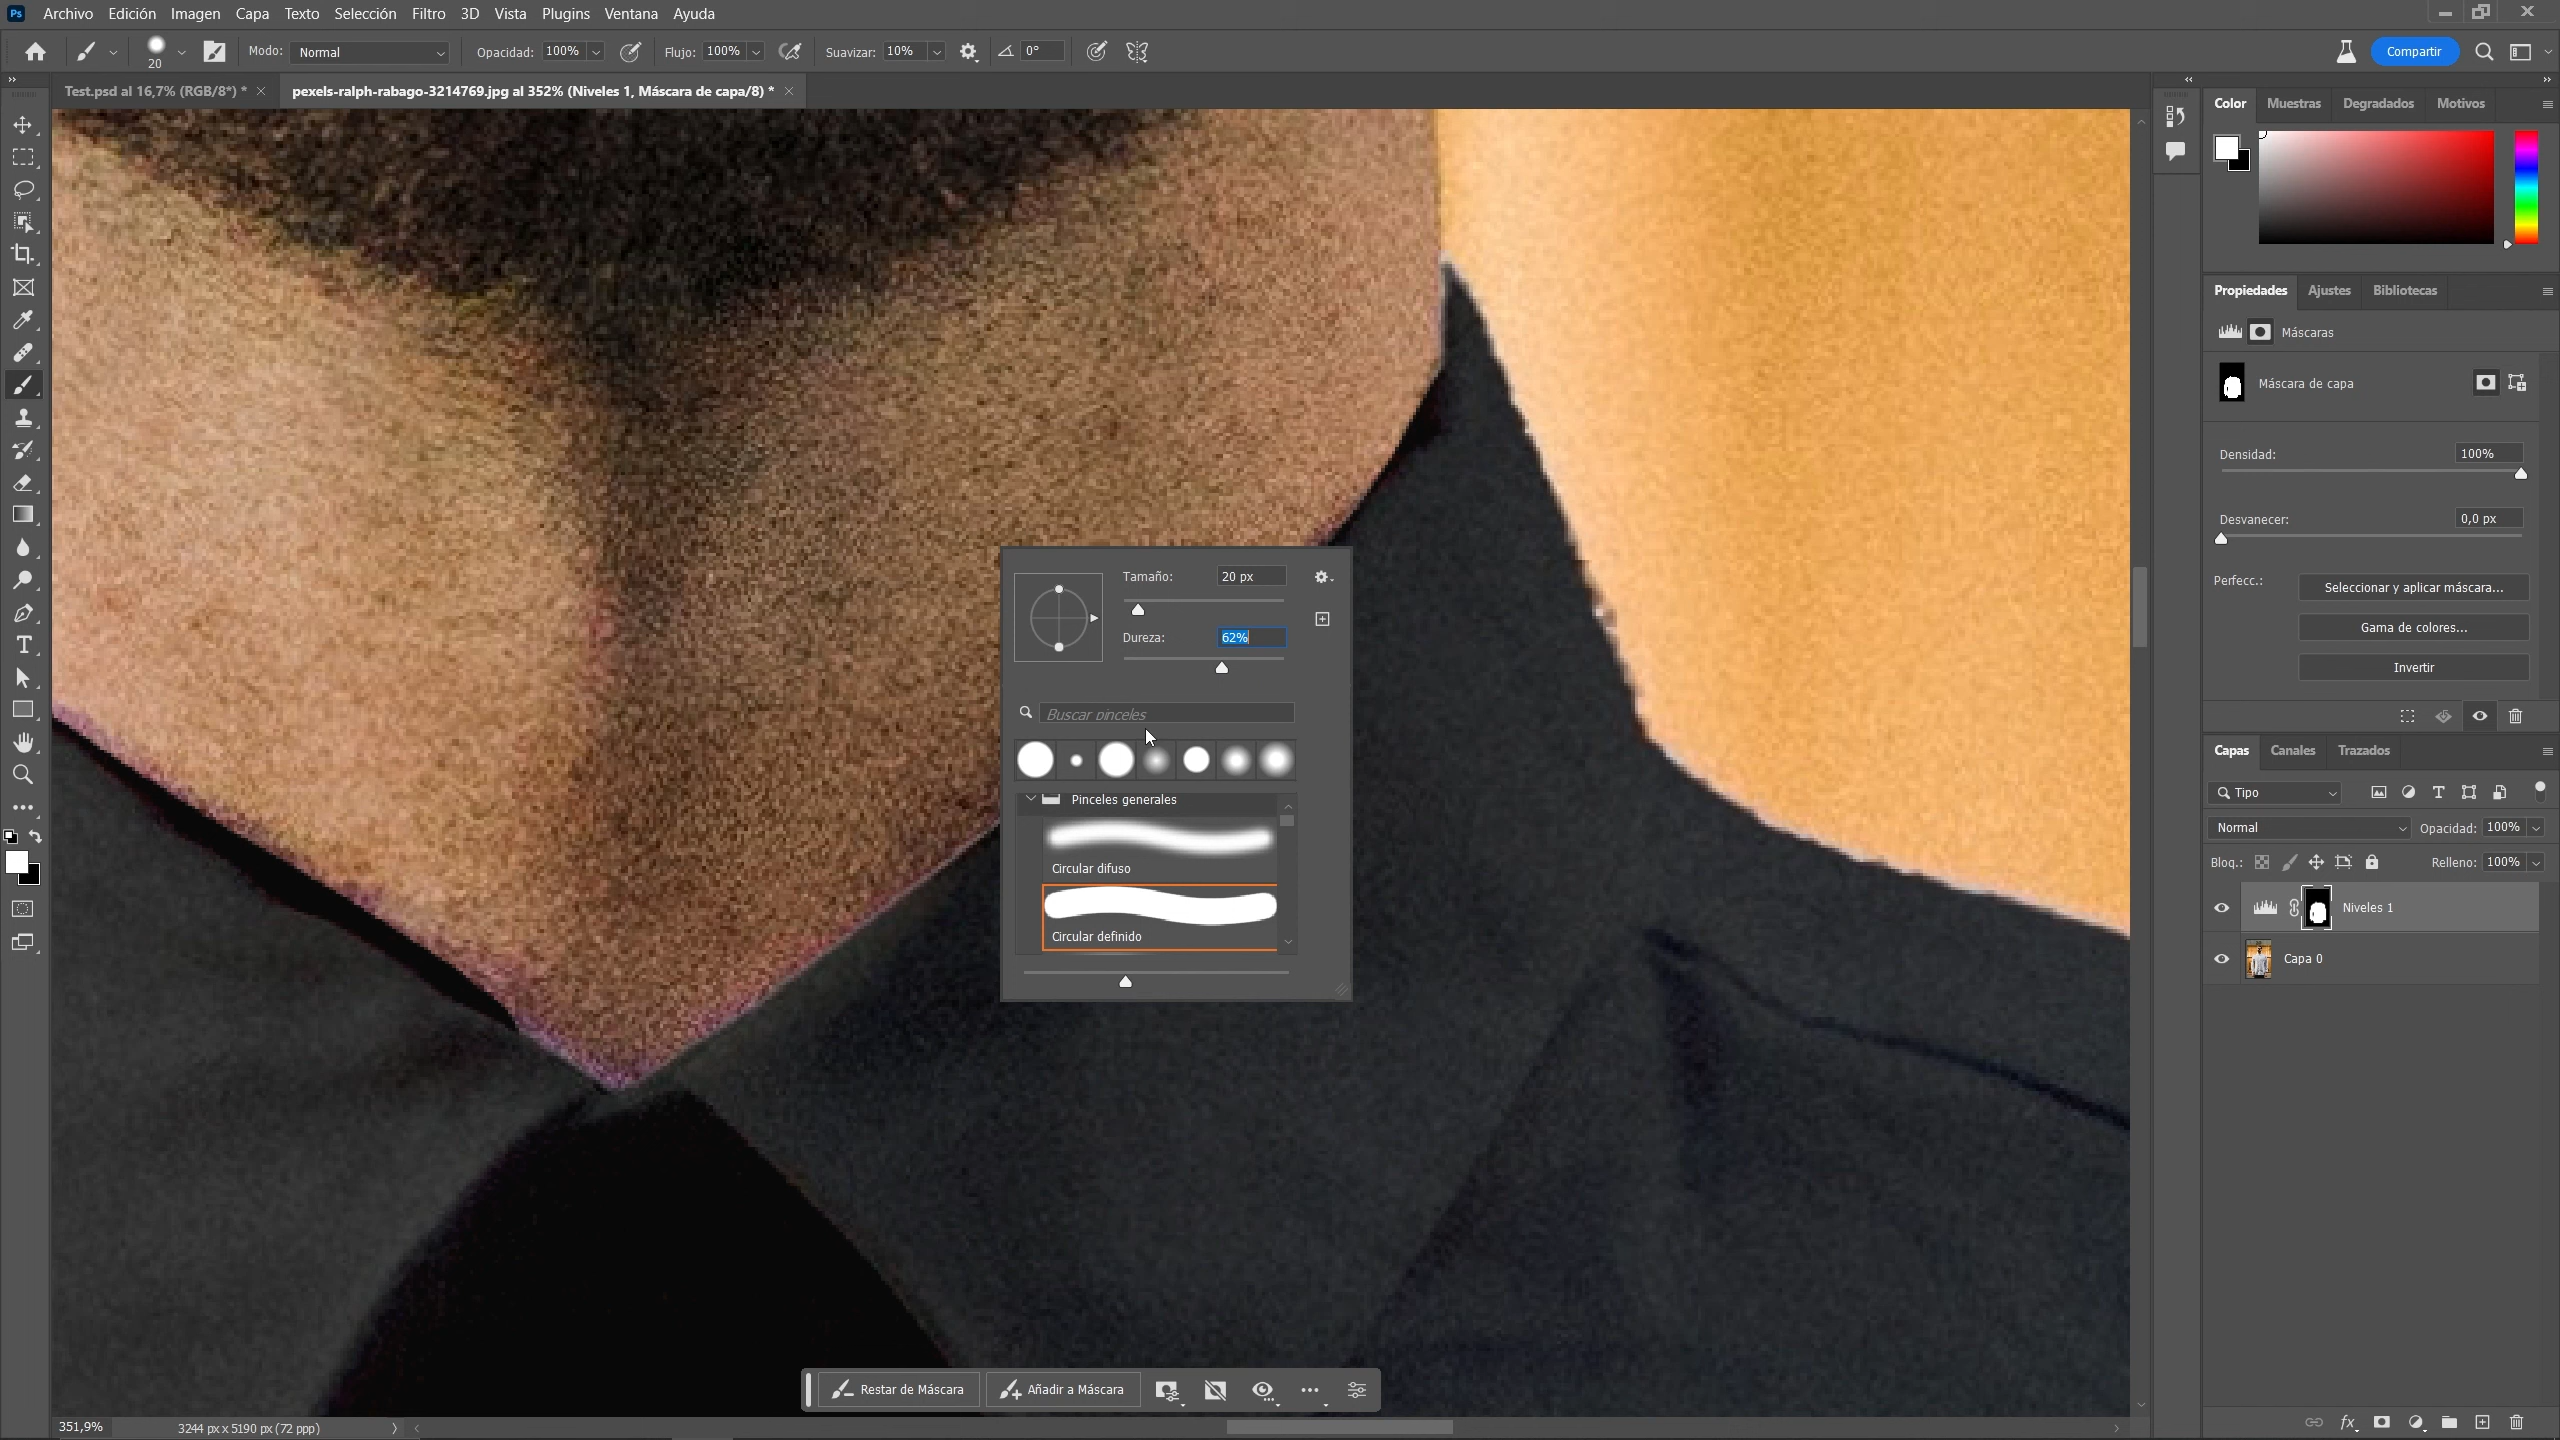 Ps Archivo Edición Imagen Capa Texto Selección Filtro 3D Vista Plugins Ventana Ayuda
20 Modo: Normal Opacidad: 100% Flujo: 100% Suavizar: 10% 0° Compartir
Test.psd al 16,7% (RGB/8*) * pexels-ralph-rabago-3214769.jpg al 352% (Niveles 1, Máscara de capa/8) *
Color Muestras Degradados Motivos
Propiedades Ajustes Bibliotecas
Máscaras
Máscara de capa
Densidad: 100%
Desvanecer: 0,0 px
Perfecc.: Seleccionar y aplicar máscara...
Gama de colores...
Invertir
Tamaño: 20 px
Dureza: 62%
Buscar pinceles
Pinceles generales
Circular difuso
Circular definido
Capas Canales Trazados
Tipo
Normal Opacidad: 100%
Bloq.: Relleno: 100%
Niveles 1
Capa 0
Restar de Máscara Añadir a Máscara
351,9% 3244 px x 5190 px (72 ppp)